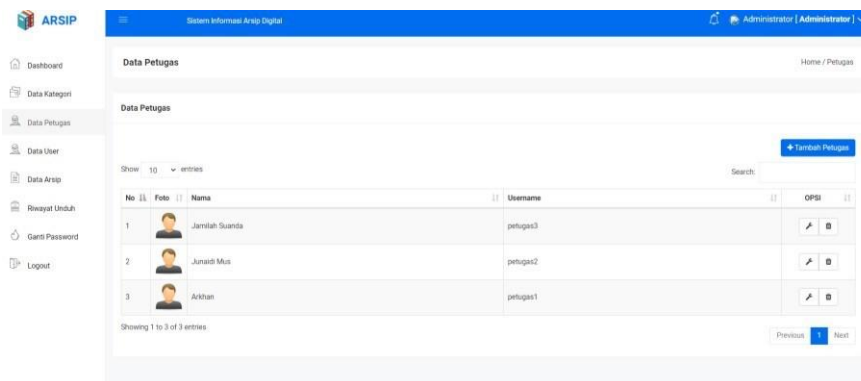 ARSIP
Sistem Informasi Arsip Digital
Administrator [ Administrator ]
Dashboard
Data Kategori
Data Petugas
Data User
Data Arsip
Riwayat Unduh
Ganti Password
Logout
Data Petugas
Home / Petugas
Data Petugas
+ Tambah Petugas
Show 10 entries
Search:
No Foto Nama Username OPSI
1 Jamilah Suanda petugas3
2 Junaidi Mus petugas2
3 Arkhan petugas1
Showing 1 to 3 of 3 entries
Previous 1 Next